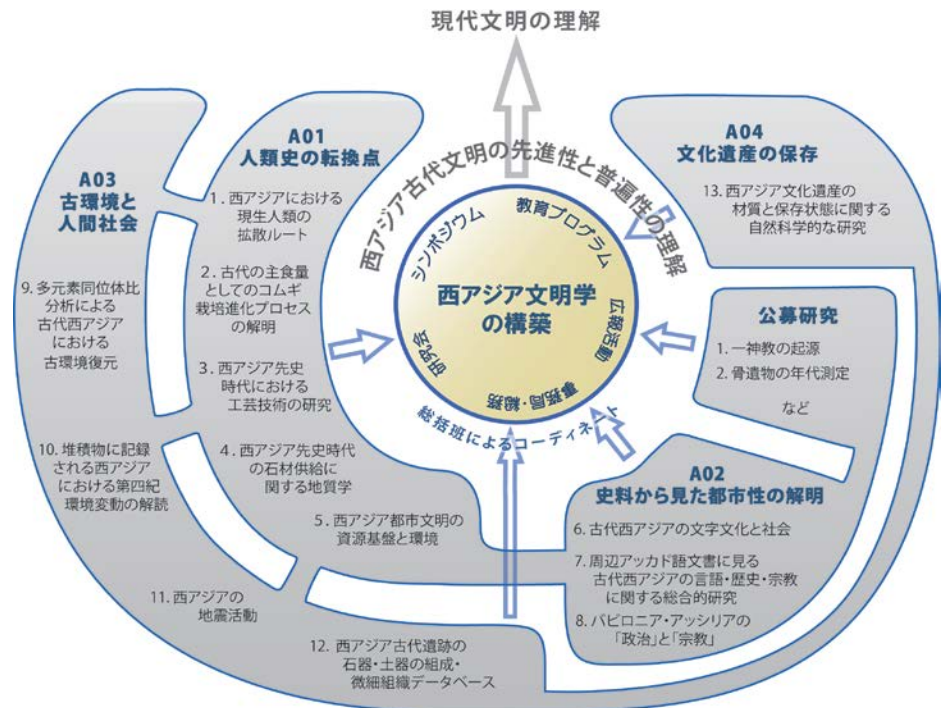 現代文明の理解
西アジア古代文明の先進性と普遍性の理解
A01
人類史の転換点
1. 西アジアにおける
現生人類の
拡散ルート
2. 古代の主食量
としてのコムギ
栽培進化プロセス
の解明
3. 西アジア先史
時代における
工芸技術の研究
4. 西アジア先史時代
の石材供給に
関する地質学
5. 西アジア都市文明の
資源基盤と環境
A03
古環境と
人間社会
9. 多元素同位体比
分析による
古代西アジア
における
古環境復元
10. 堆積物に記録
される西アジア
における第四紀
環境変動の解読
11. 西アジアの
地震活動
12. 西アジア古代遺跡の
石器・土器の組成・
微細組織データベース
シンポジウム
教育プログラム
西アジア文明学
の構築
広報活動
研究会
事務局・総務
総括班によるコーディネート
A04
文化遺産の保存
13. 西アジア文化遺産の
材質と保存状態に関する
自然科学的な研究
公募研究
1. 一神教の起源
2. 骨遺物の年代測定
など
A02
史料から見た都市性の解明
6. 古代西アジアの文字文化と社会
7. 周辺アッカド語文書に見る
古代西アジアの言語・歴史・宗教
に関する総合的研究
8. バビロニア・アッシリアの
「政治」と「宗教」